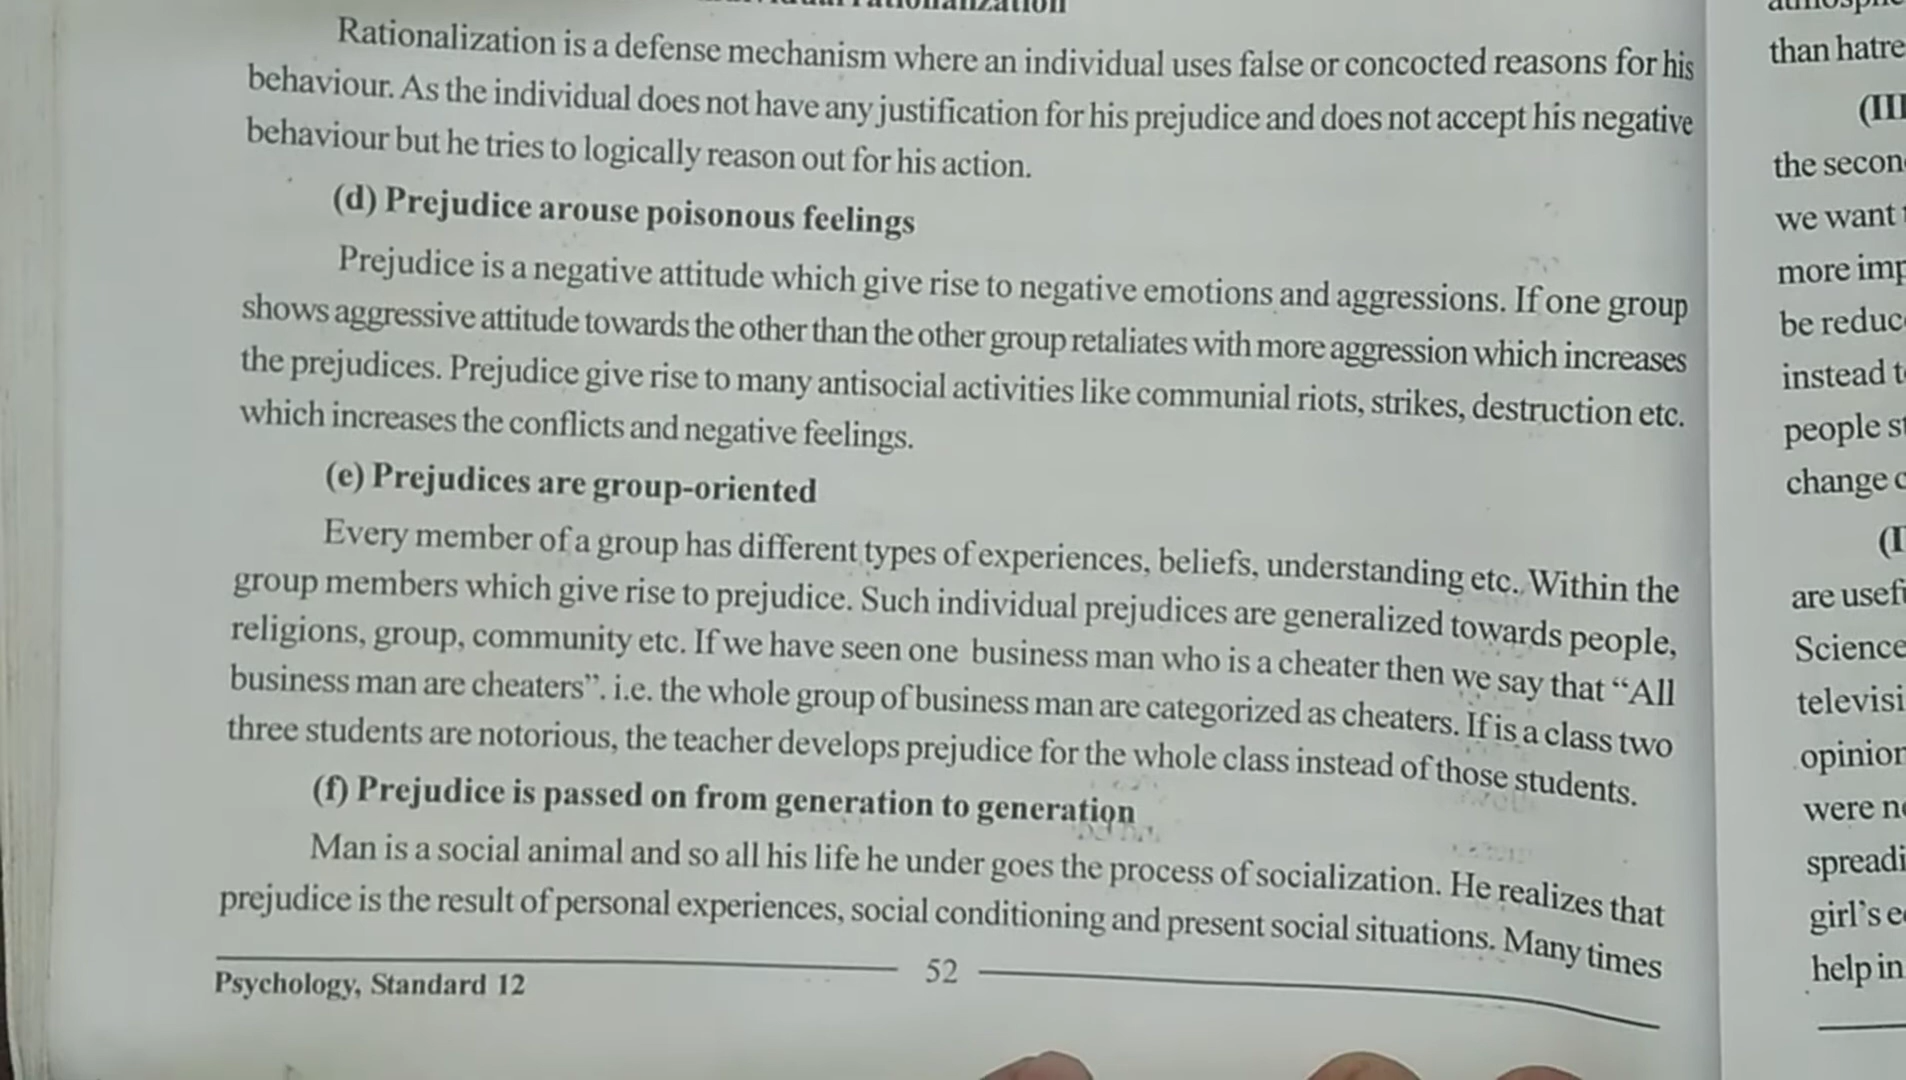 Rationalization is a defense mechanism where an individual uses false or concocted reasons for his
behaviour. As the individual does not have any justification for his prejudice and does not accept his negative
behaviour but he tries to logically reason out for his action.
(d) Prejudice arouse poisonous feelings
Prejudice is a negative attitude which give rise to negative emotions and aggressions. If one group
shows aggressive attitude towards the other than the other group retaliates with more aggression which increases
the prejudices. Prejudice give rise to many antisocial activities like communial riots, strikes, destruction etc.
which increases the conflicts and negative feelings.
(e) Prejudices are group-oriented
Every member of a group has different types of experiences, beliefs, understanding etc. Within the
group members which give rise to prejudice. Such individual prejudices are generalized towards people,
religions, group, community etc. If we have seen one business man who is a cheater then we say that “All
business man are cheaters”. i.e. the whole group of business man are categorized as cheaters. If is a class two
three students are notorious, the teacher develops prejudice for the whole class instead of those students.
(f) Prejudice is passed on from generation to generation
Man is a social animal and so all his life he under goes the process of socialization. He realizes that
prejudice is the result of personal experiences, social conditioning and present social situations. Many times
52
Psychology, Standard 12
than hatre
(III
the secon
we want
more imp
be reduc
instead t
people st
change c
(I
are usef
Science
televisi
opinion
were n
spreadi
girl’s e
help in